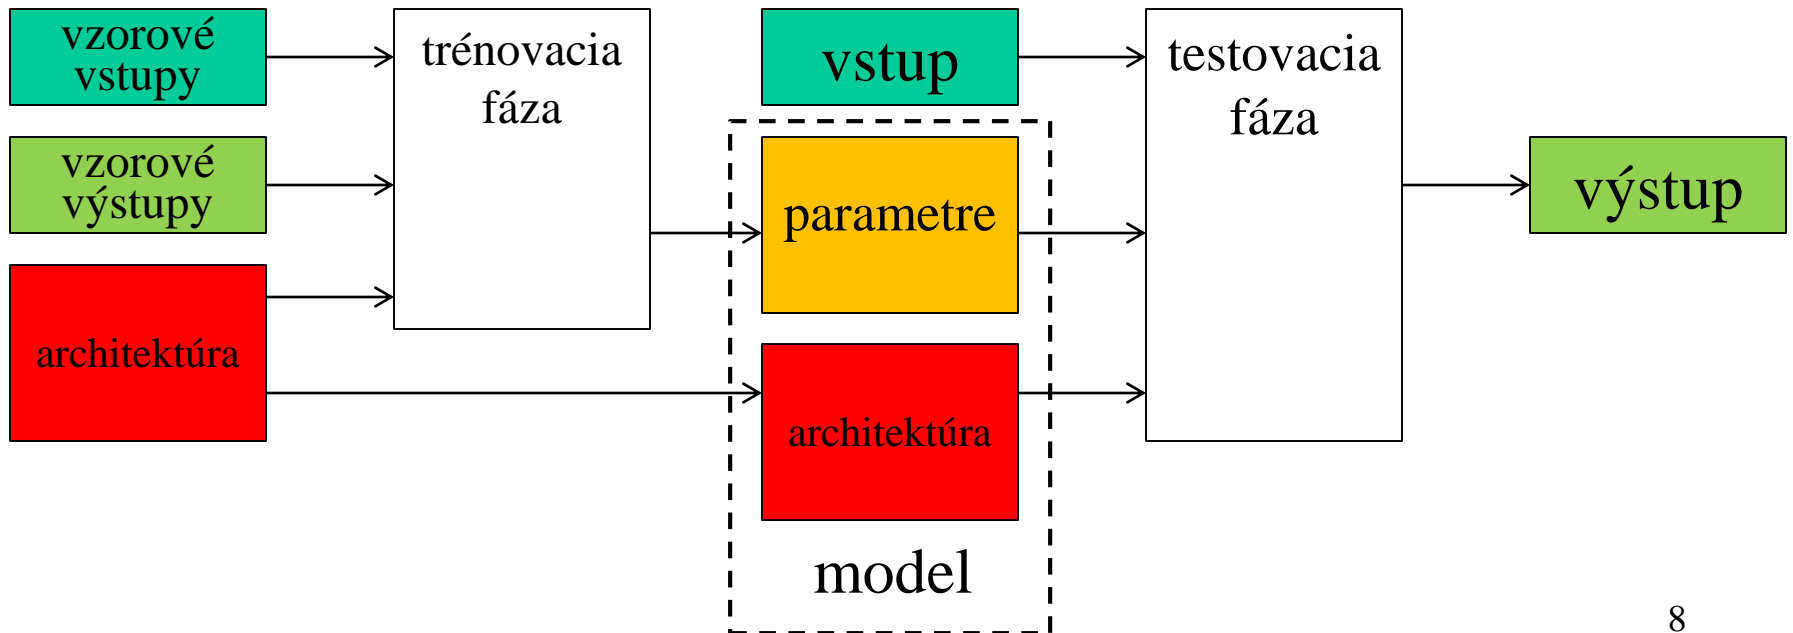 vzorové
vstupy
vzorové
výstupy
architektúra
trénovacia
fáza
vstup
parametre
architektúra
model
testovacia
fáza
výstup
8